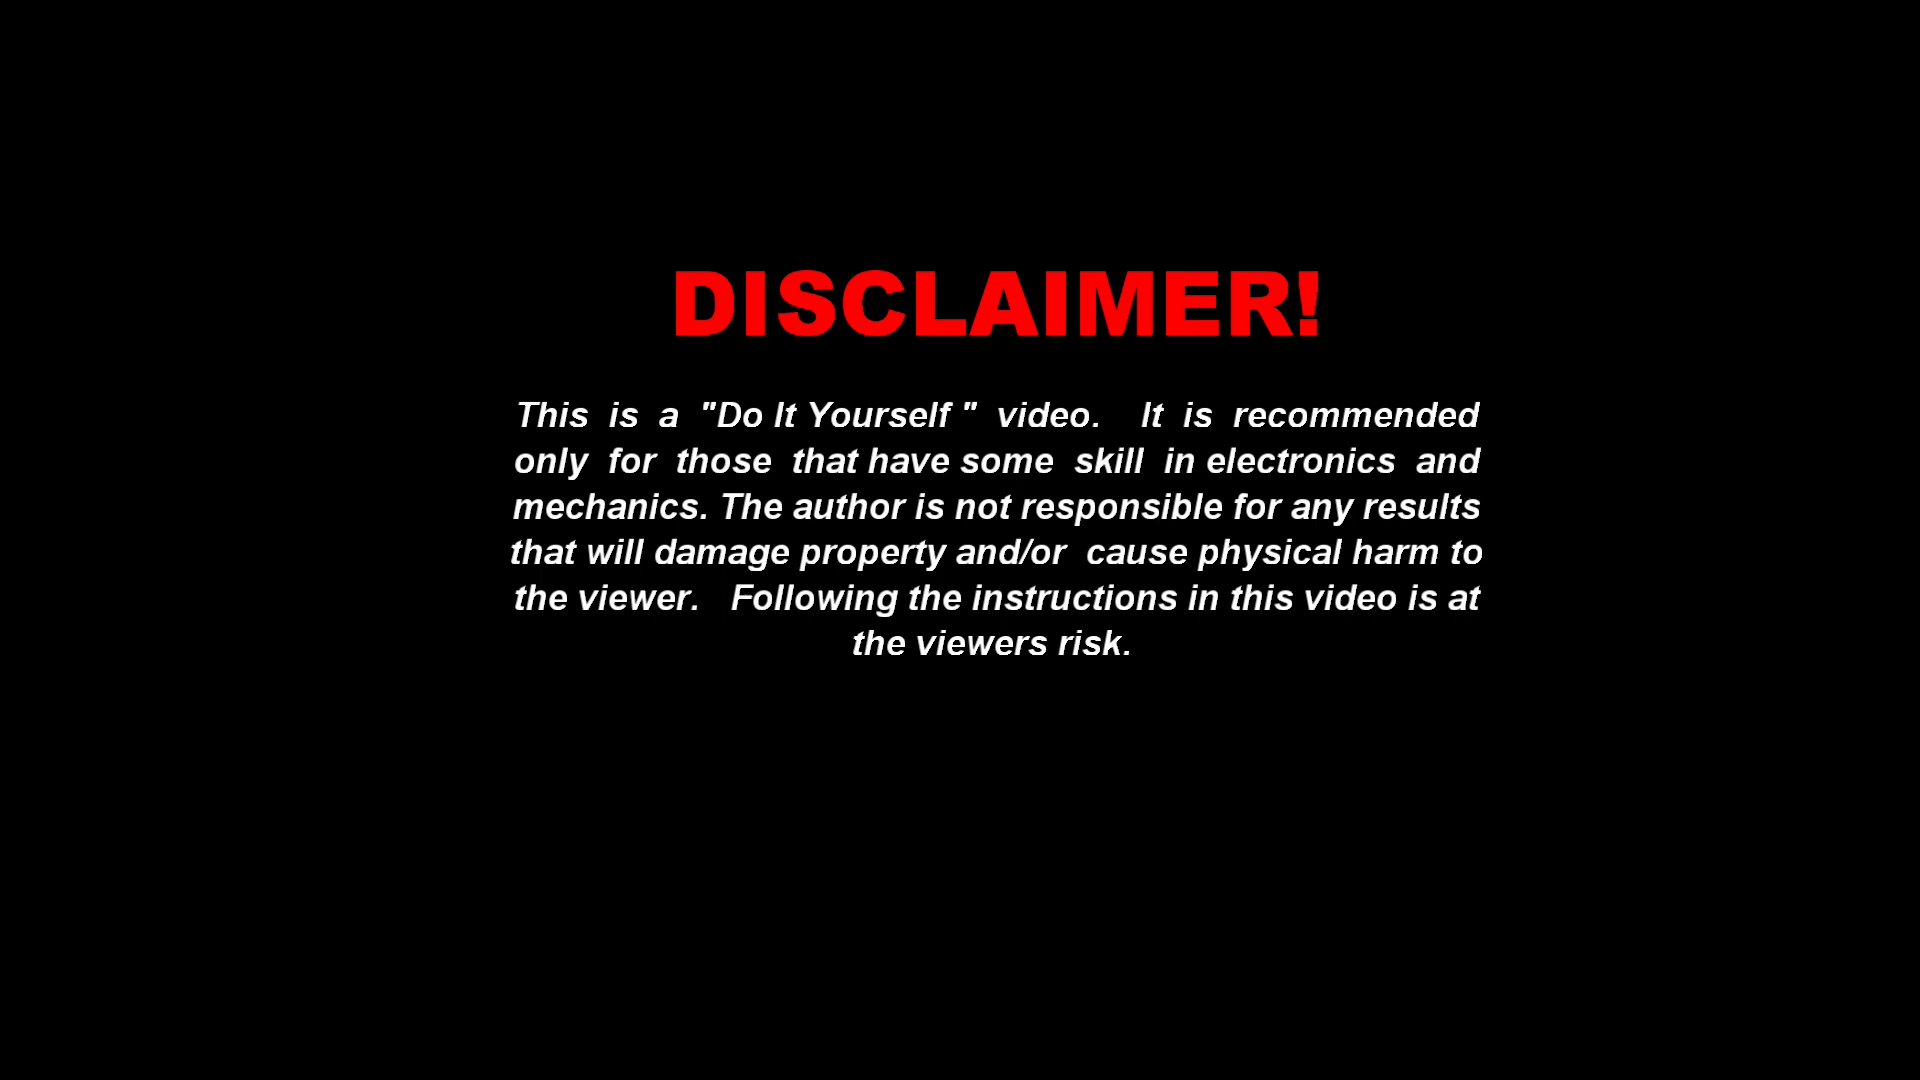 DISCLAIMER!
This is a "Do It Yourself " video. It is recommended
only for those that have some skill in electronics and
mechanics. The author is not responsible for any results
that will damage property and/or cause physical harm to
the viewer. Following the instructions in this video is at
the viewers risk.